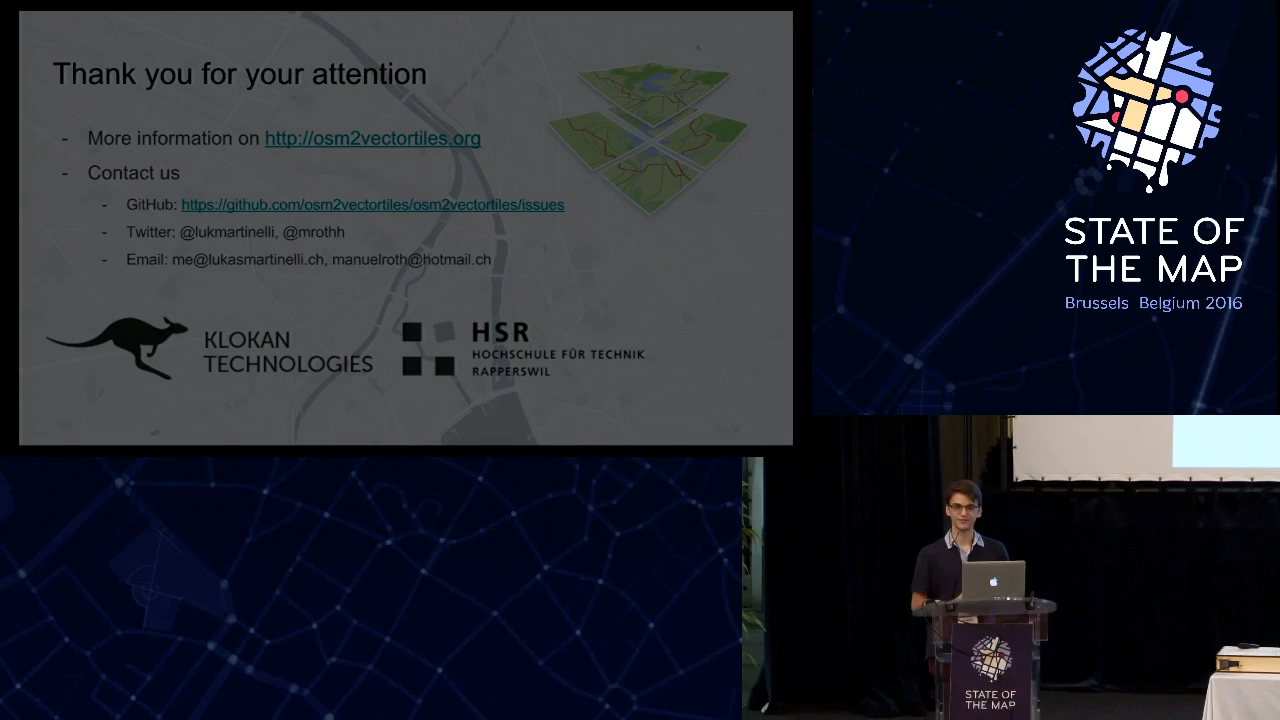 Thank you for your attention
- More information on http://osm2vectortiles.org
- Contact us
- GitHub: https://github.com/osm2vectortiles/osm2vectortiles/issues
- Twitter: @lukmartinelli, @mrothh
- Email: me@lukasmartinelli.ch, manuelroth@hotmail.ch
KLOKAN
TECHNOLOGIES
HSR
HOCHSCHULE FÜR TECHNIK
RAPPERSWIL
STATE OF
THE MAP
Brussels Belgium 2016
STATE OF
THE MAP